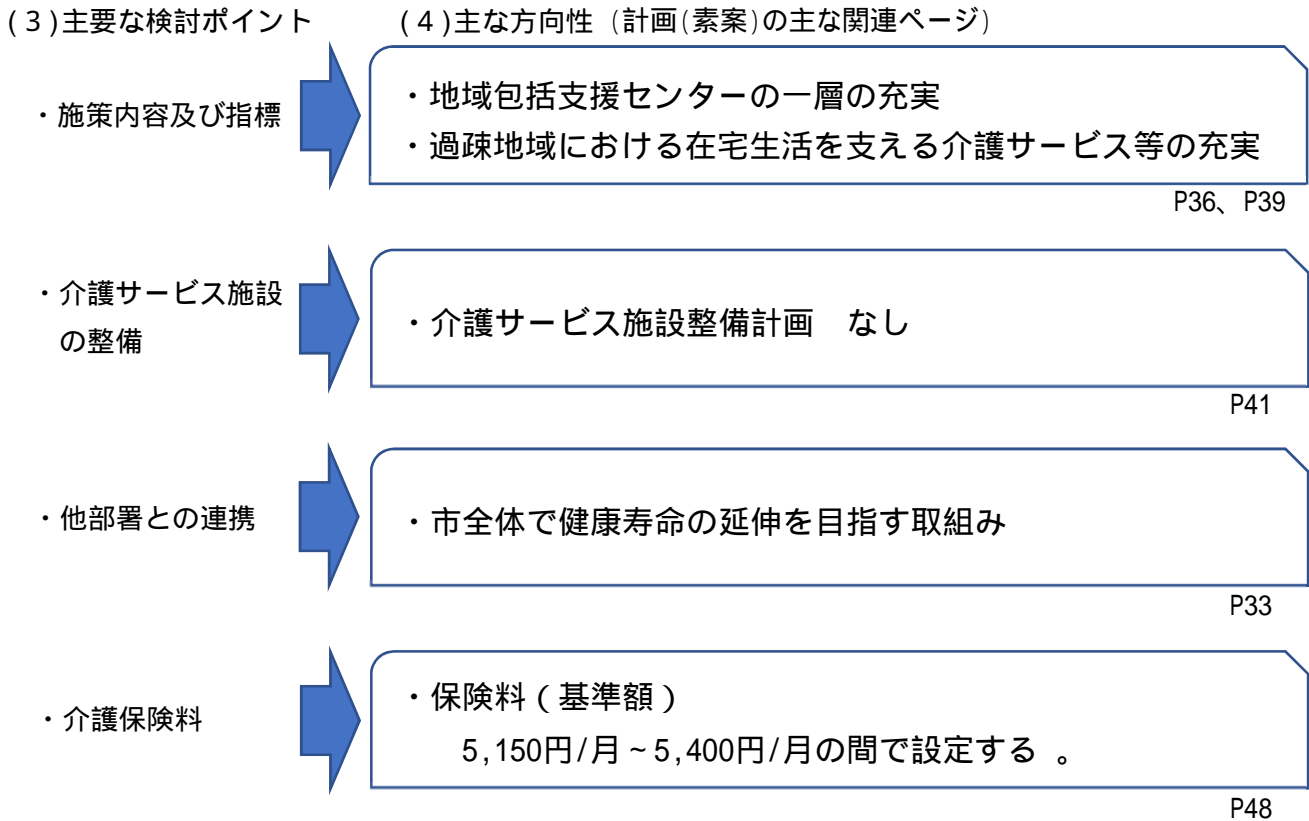 (３)主要な検討ポイント
(４)主な方向性（計画(素案)の主な関連ページ）
・施策内容及び指標
・地域包括支援センターの一層の充実
・過疎地域における在宅生活を支える介護サービス等の充実
P36、P39
・介護サービス施設
の整備
・介護サービス施設整備計画　なし
P41
・他部署との連携
・市全体で健康寿命の延伸を目指す取組み
P33
・介護保険料
・保険料（基準額）
5,150円/月~5,400円/月の間で設定する 。
P48